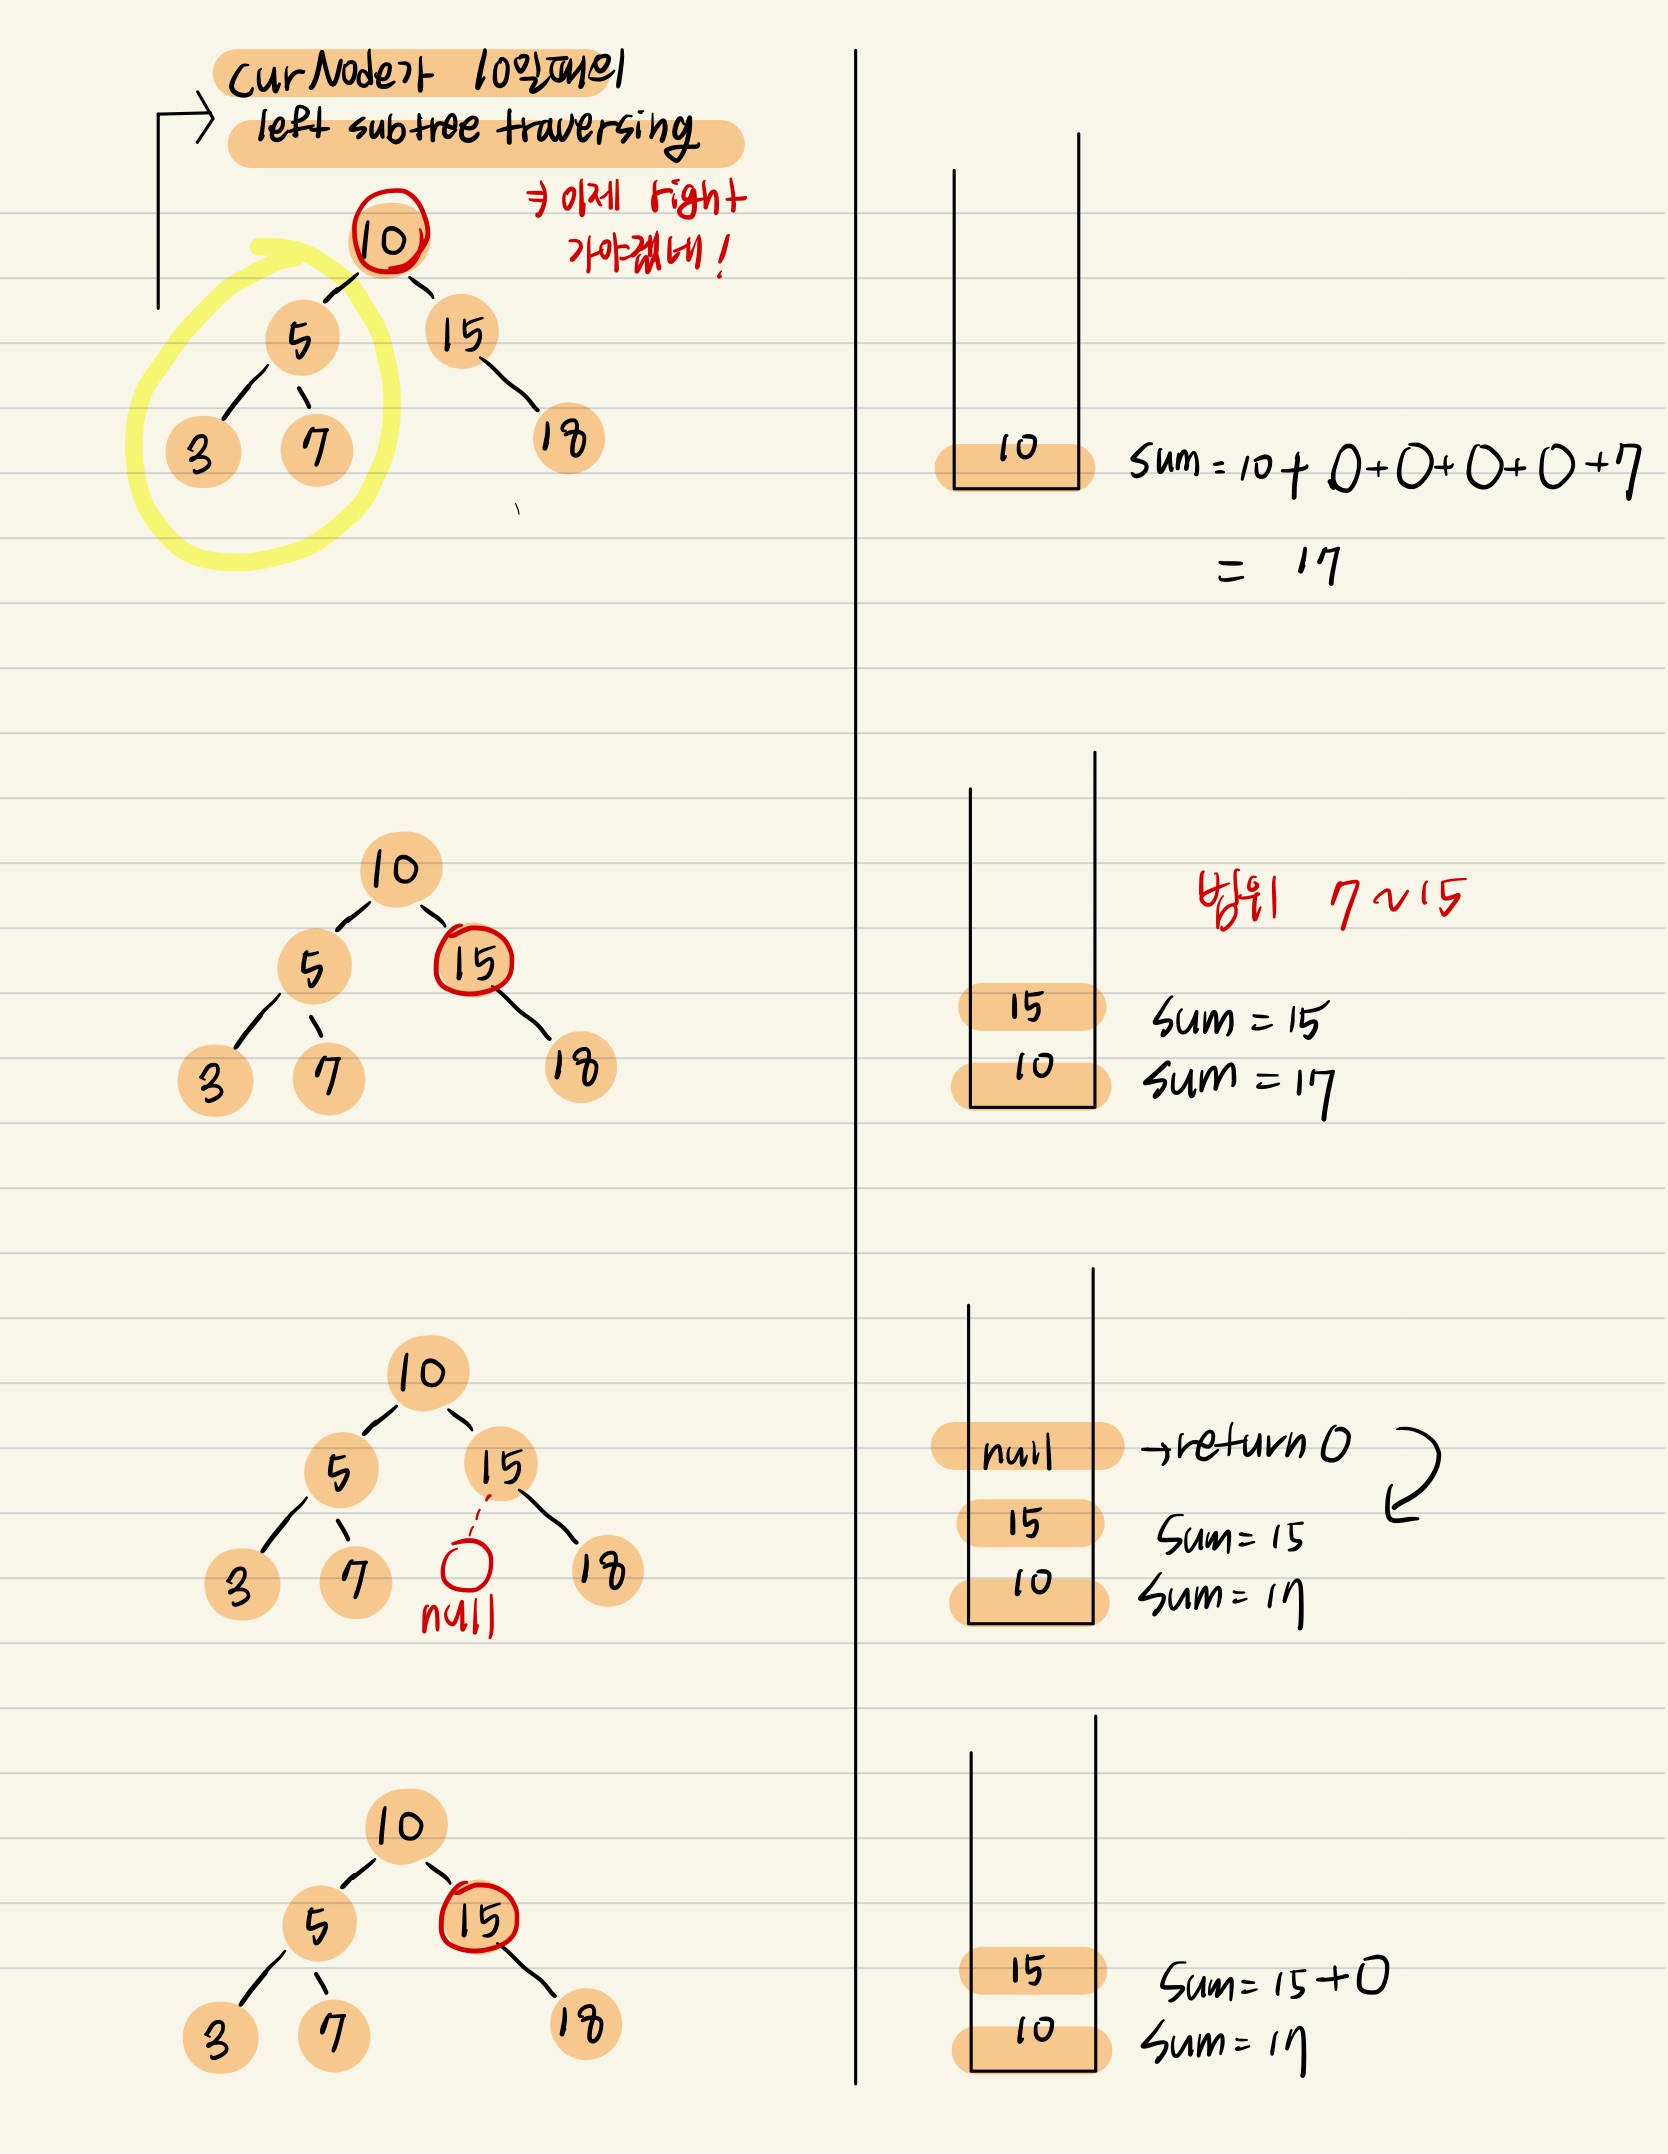 curNode가 10일때의
left subtree traversing
⇒ 이제 right
가야겠네!
10
5 15
3 7 18
10 sum = 10 + 0 + 0 + 0 + 0 + 7
= 17
10
5 15
3 7 18
범위 7 ~ 15
15 sum = 15
10 sum = 17
10
5 15
3 7 18
null
null → return 0
15 sum = 15
10 sum = 17
10
5 15
3 7 18
15 sum = 15 + 0
10 sum = 17